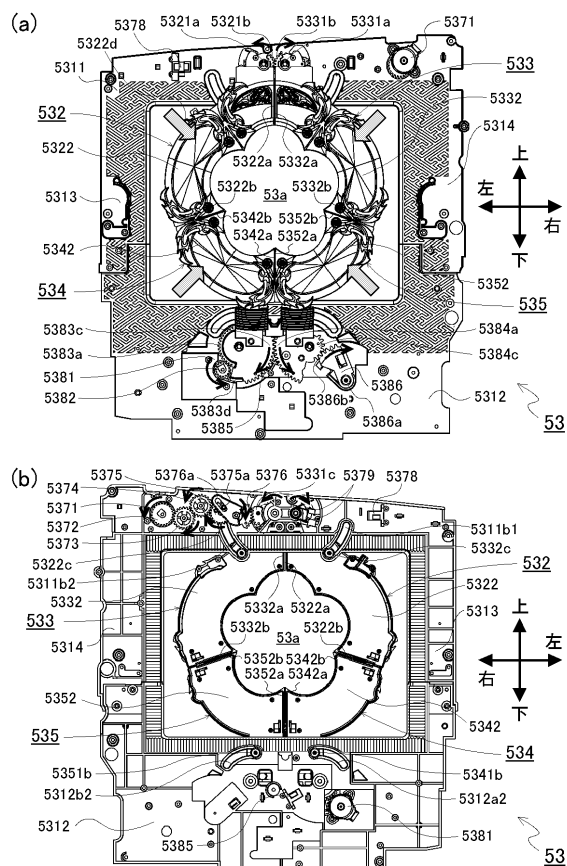 (a)
5378
5321a
5321b
5331b
5331a
5371
5322d
5311
533
532
5332
5322
5314
5322a
5332a
上
左
右
下
5322b
5332b
53a
5313
5342b
5352b
5342a
5352a
5342
5352
534
535
5383c
5384a
5383a
5384c
5381
5382
5386
5383d
5385
5386b
5386a
5312
53
(b)
5375
5376a
5375a
5376
5331c
5379
5378
5374
5371
5372
5373
5311b1
5322c
5332c
5311b2
532
5332
5322
533
5332a
5322a
5313
5314
上
左
右
下
5332b
5322b
53a
5352b
5342b
5352a
5342a
5352
5342
535
534
5351b
5341b
5312b2
5312a2
5312
5385
5381
53